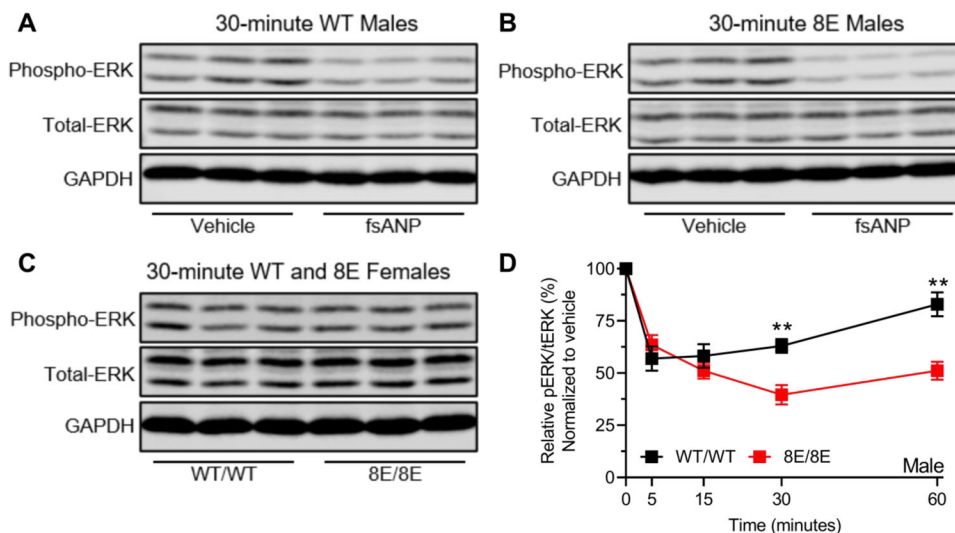 A
30-minute WT Males
Phospho-ERK
Total-ERK
GAPDH
Vehicle
fsANP
B
30-minute 8E Males
Phospho-ERK
Total-ERK
GAPDH
Vehicle
fsANP
C
30-minute WT and 8E Females
Phospho-ERK
Total-ERK
GAPDH
WT/WT
8E/8E
D
Relative pERK/tERK (%)
Normalized to vehicle
100
75
50
25
0
**
**
WT/WT
8E/8E
Male
0 5 15 30 60
Time (minutes)